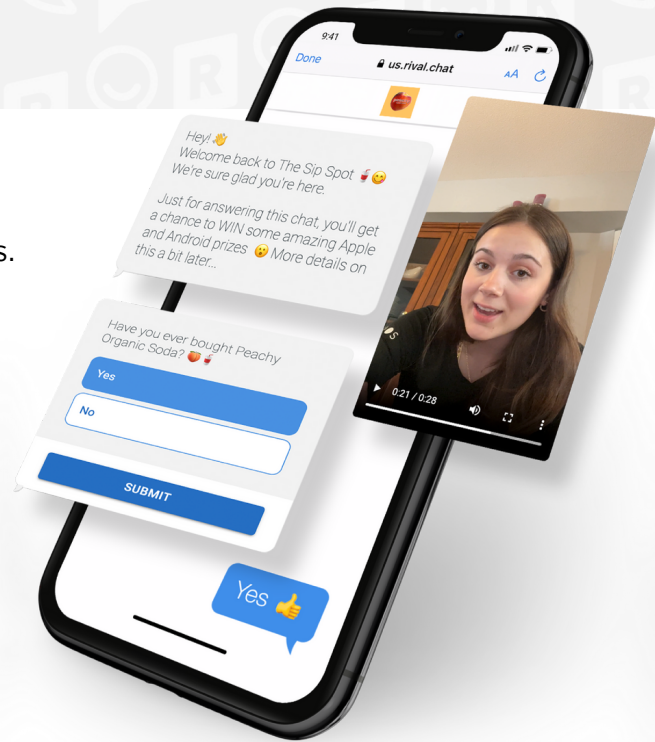 9:41
Done
us.rival.chat
AA
Hey! 👋
Welcome back to The Sip Spot 🍹😋
We're sure glad you're here.
Just for answering this chat, you'll get
a chance to WIN some amazing Apple
and Android prizes 😮 More details on
this a bit later...
s.
0:21 / 0:28
Have you ever bought Peachy
Organic Soda? 🍑🍹
Yes
No
SUBMIT
Yes 👍